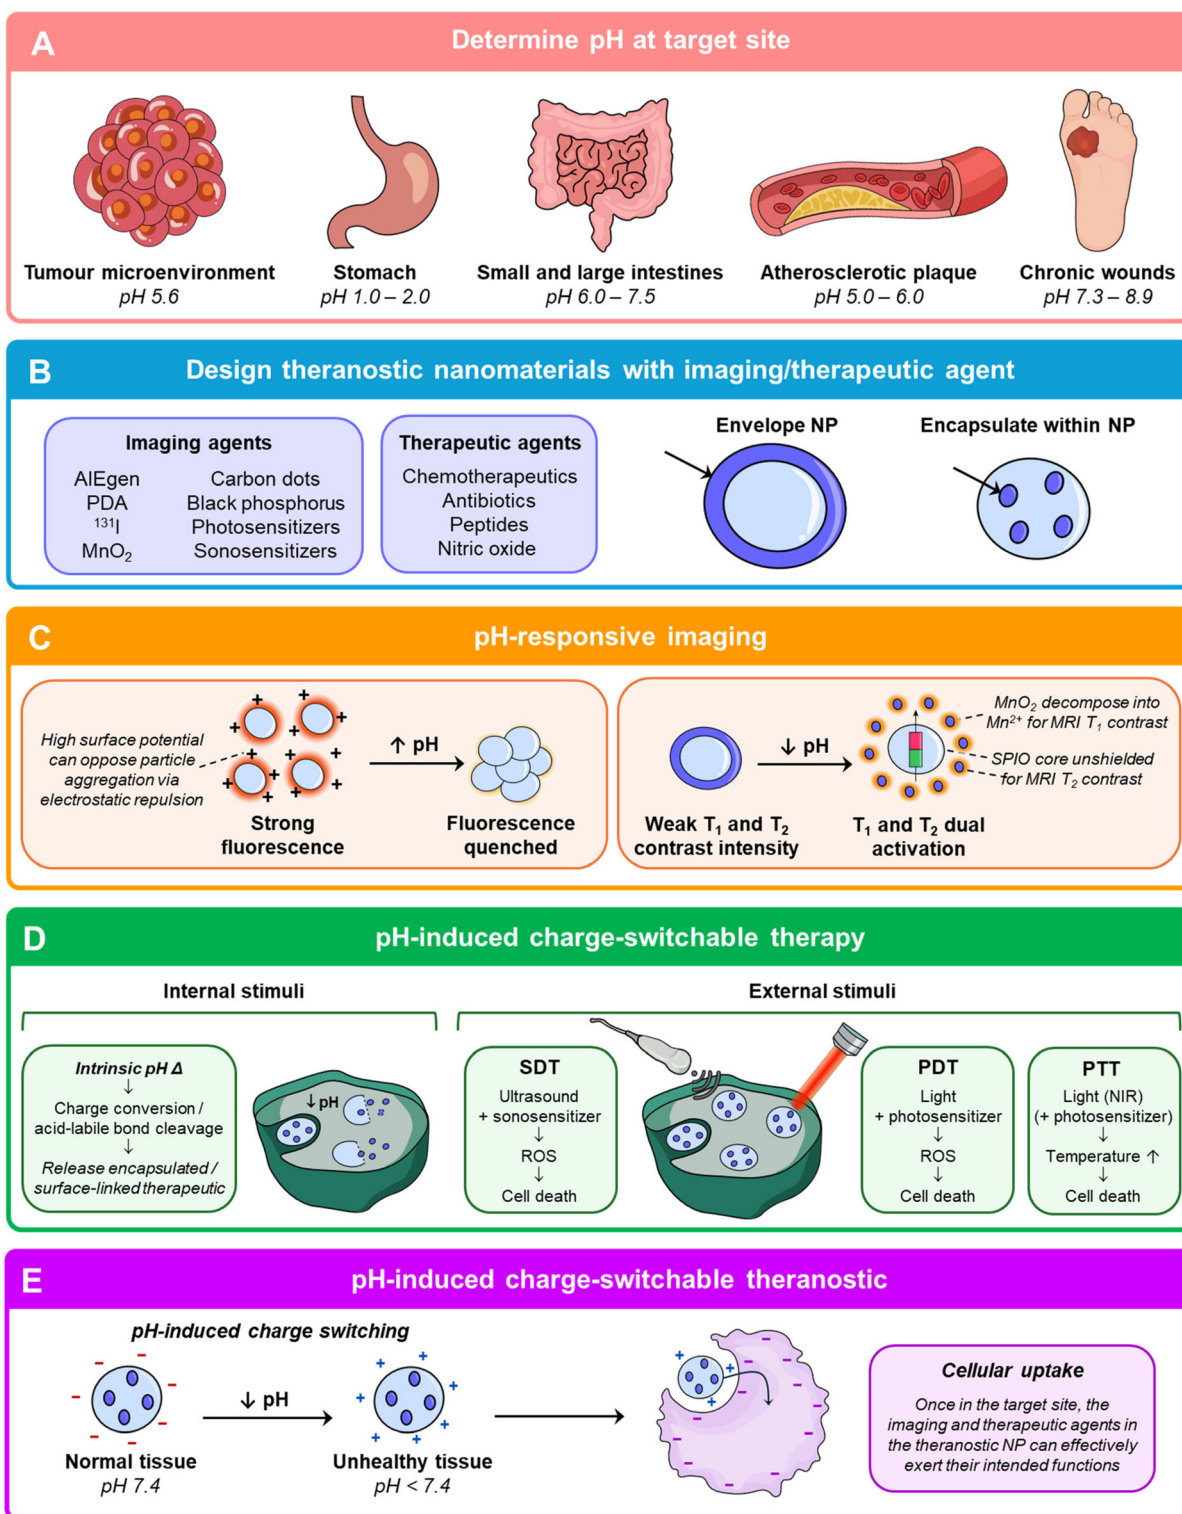 A
Determine pH at target site
Tumour microenvironment
pH 5.6
Stomach
pH 1.0 – 2.0
Small and large intestines
pH 6.0 – 7.5
Atherosclerotic plaque
pH 5.0 – 6.0
Chronic wounds
pH 7.3 – 8.9
B
Design theranostic nanomaterials with imaging/therapeutic agent
Imaging agents
AIEgen
PDA
¹³¹I
MnO₂
Carbon dots
Black phosphorus
Photosensitizers
Sonosensitizers
Therapeutic agents
Chemotherapeutics
Antibiotics
Peptides
Nitric oxide
Envelope NP
Encapsulate within NP
C
pH-responsive imaging
High surface potential
can oppose particle
aggregation via
electrostatic repulsion
Strong
fluorescence
↑ pH
Fluorescence
quenched
Weak T₁ and T₂
contrast intensity
↓ pH
T₁ and T₂ dual
activation
MnO₂ decompose into
Mn²⁺ for MRI T₁ contrast
SPIO core unshielded
for MRI T₂ contrast
D
pH-induced charge-switchable therapy
Internal stimuli
Intrinsic pH Δ
↓
Charge conversion /
acid-labile bond cleavage
↓
Release encapsulated /
surface-linked therapeutic
↓ pH
External stimuli
SDT
Ultrasound
+ sonosensitizer
↓
ROS
↓
Cell death
PDT
Light
+ photosensitizer
↓
ROS
↓
Cell death
PTT
Light (NIR)
(+ photosensitizer)
↓
Temperature ↑
↓
Cell death
E
pH-induced charge-switchable theranostic
pH-induced charge switching
Normal tissue
pH 7.4
↓ pH
Unhealthy tissue
pH < 7.4
Cellular uptake
Once in the target site, the
imaging and therapeutic agents in
the theranostic NP can effectively
exert their intended functions